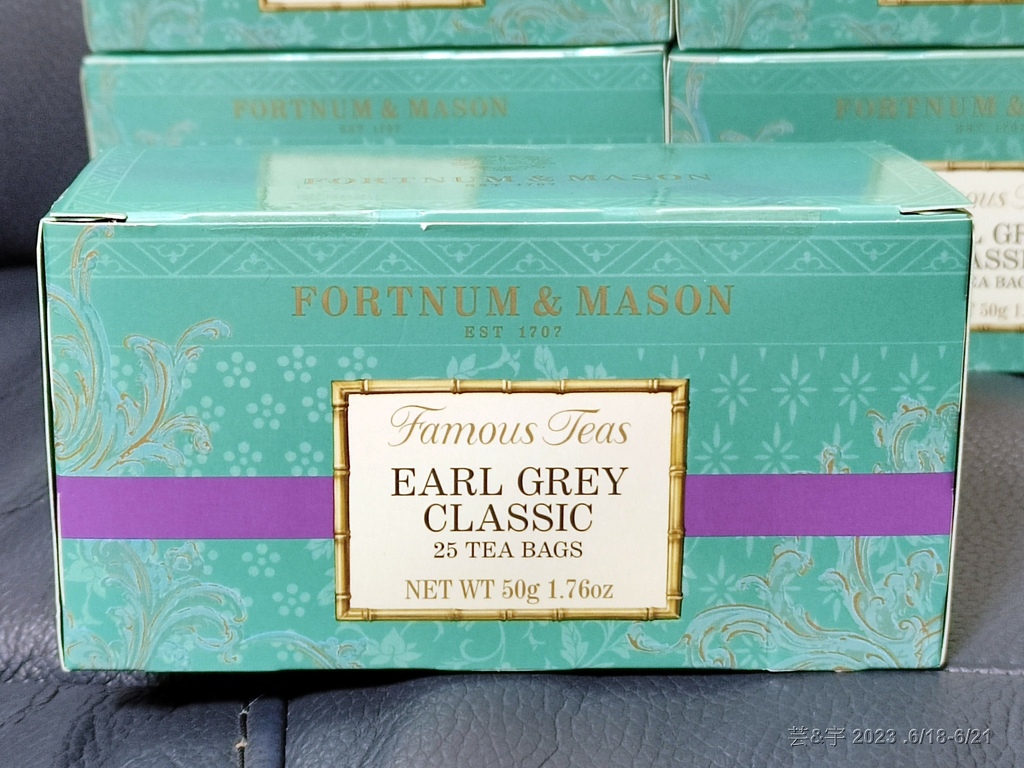 FORTNUM & MASON
EST 1707
FORTNUM &
FORTNUM & MASON
EST 1707
FORTNUM & MASON
EST 1707
Famous Teas
EARL GREY
CLASSIC
25 TEA BAGS
NET WT 50g 1.76oz
50g
芸&宇 2023 .6/18-6/21